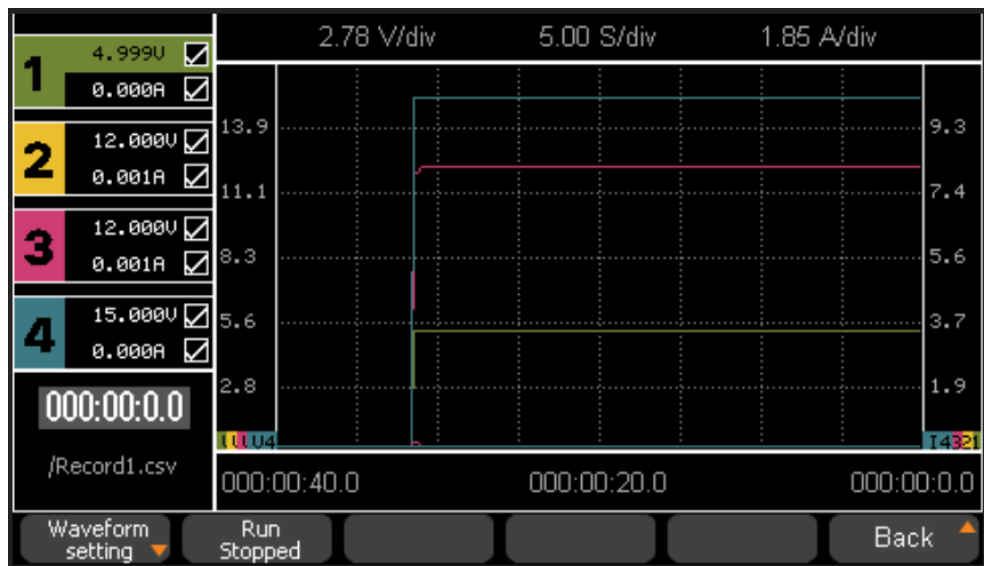 2.78 V/div 5.00 S/div 1.85 A/div
1
4.999V
0.000A
2
12.000V
0.001A
3
12.000V
0.001A
4
15.000V
0.000A
13.9 9.3
11.1 7.4
8.3 5.6
5.6 3.7
2.8 1.9
U4 I4321
000:00:0.0
/Record1.csv
000:00:40.0 000:00:20.0 000:00:0.0
Waveform
setting
Run
Stopped
Back